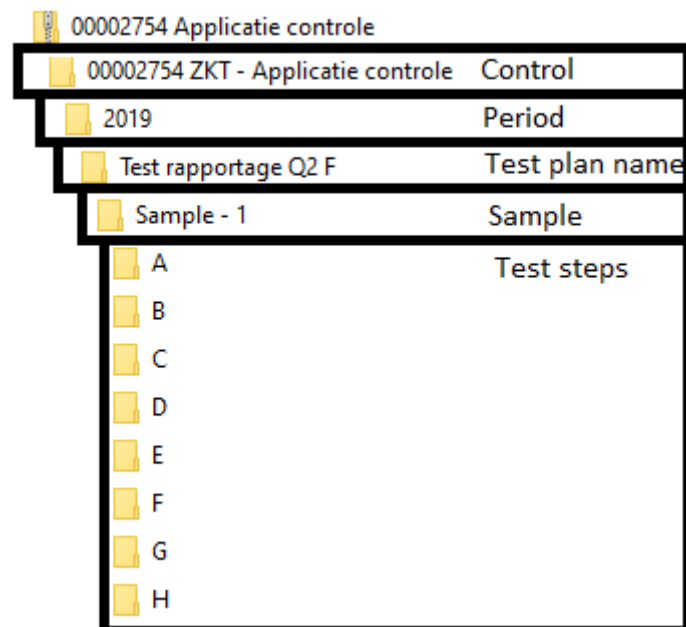 00002754 Applicatie controle
00002754 ZKT - Applicatie controle Control
2019 Period
Test rapportage Q2 F Test plan name
Sample - 1 Sample
A Test steps
B
C
D
E
F
G
H